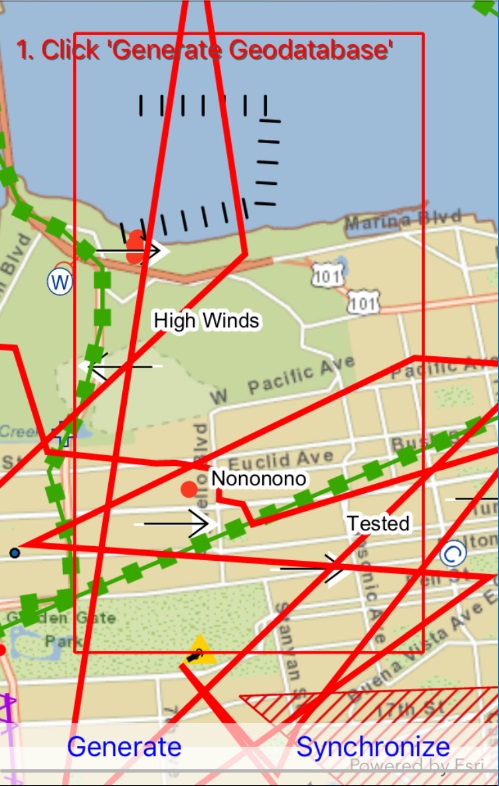 1. Click 'Generate Geodatabase'
Marina Blvd
101
101
n Blvd
W
High Winds
W Pacific Ave
Pacific Ave
Creek
St
Euclid Ave
Nononono
Tested
Golden Gate
Park
Buena Vista Ave E
17th St
Generate
Synchronize
Powered by Esri